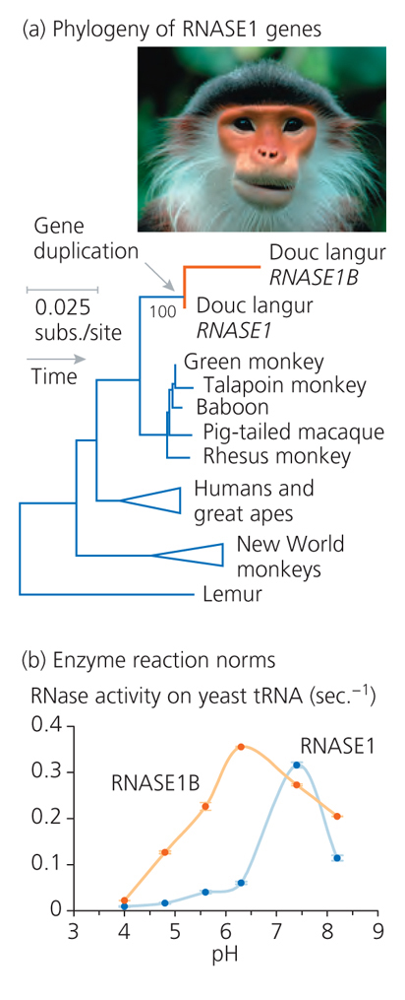 (a) Phylogeny of RNASE1 genes
Gene
duplication
Douc langur
RNASE1B
0.025
subs./site
100
Douc langur
RNASE1
Time
Green monkey
Talapoin monkey
Baboon
Pig-tailed macaque
Rhesus monkey
Humans and
great apes
New World
monkeys
Lemur
(b) Enzyme reaction norms
RNase activity on yeast tRNA (sec.⁻¹)
0.4
0.3
0.2
0.1
0
RNASE1
RNASE1B
3 4 5 6 7 8 9
pH